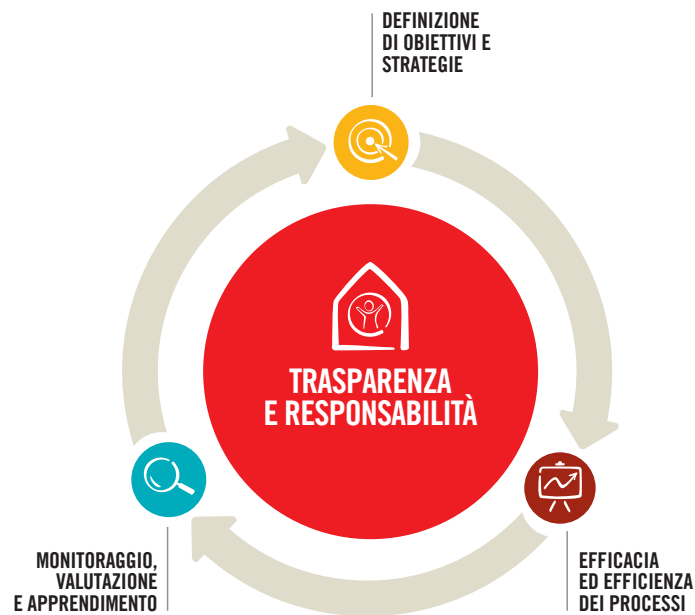 DEFINIZIONE
DI OBIETTIVI E
STRATEGIE
TRASPARENZA
E RESPONSABILITÀ
MONITORAGGIO,
VALUTAZIONE
E APPRENDIMENTO
EFFICACIA
ED EFFICIENZA
DEI PROCESSI